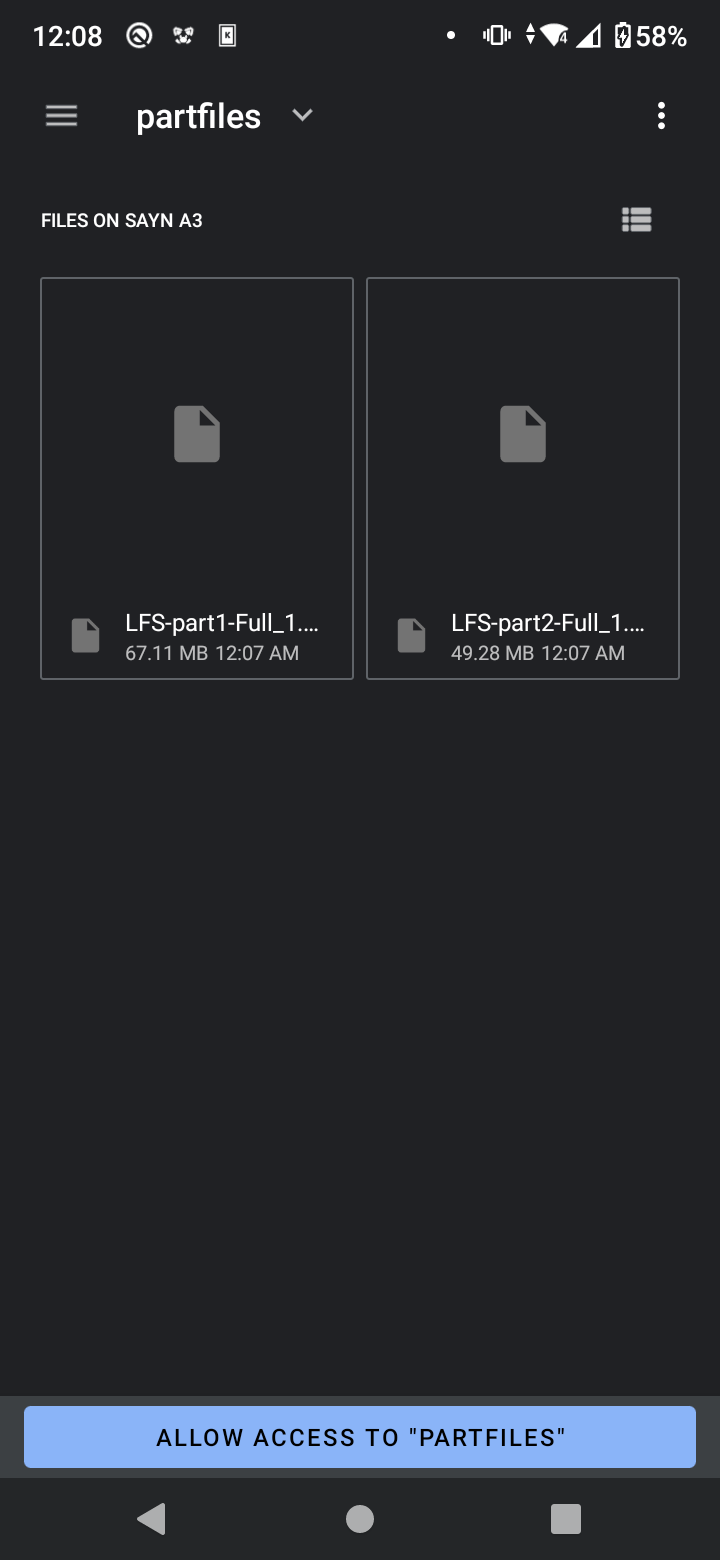 12:08 4 58%
partfiles
FILES ON SAYN A3
LFS-part1-Full_1.…
67.11 MB 12:07 AM
LFS-part2-Full_1.…
49.28 MB 12:07 AM
ALLOW ACCESS TO "PARTFILES"